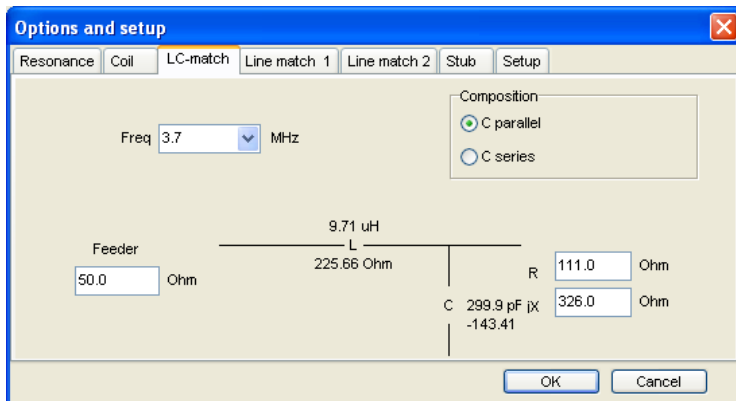 Options and setup
Resonance Coil LC-match Line match 1 Line match 2 Stub Setup
Composition
C parallel
C series
Freq 3.7 MHz
9.71 uH
L
225.66 Ohm
Feeder
50.0 Ohm
R 111.0 Ohm
C 299.9 pF jX 326.0 Ohm
-143.41
OK Cancel